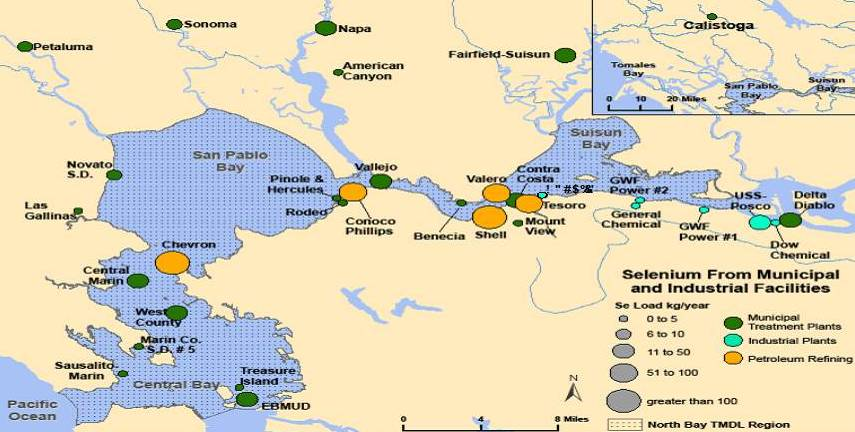 Sonoma
Napa
Petaluma
American
Canyon
Fairfield-Suisun
Calistoga
Tomales
Bay
San Pablo
Bay
Suisun
Bay
0 10 20 Miles
San Pablo
Bay
Suisun
Bay
Novato
S.D.
Las
Gallinas
Pinole &
Hercules
Rodeo
Vallejo
Conoco
Phillips
Benecia
Valero
Shell
Contra
Costa
Tesoro
Mount
View
GWF
Power #2
General
Chemical
GWF
Power #1
USS-
Posco
Delta
Diablo
Dow
Chemical
Chevron
Central
Marin
West
County
Marin Co.
S.D. # 5
Sausalito-
Marin
Central Bay
Treasure
Island
EBMUD
Pacific
Ocean
Selenium From Municipal
and Industrial Facilities
Se Load kg/year
0 to 5
6 to 10
11 to 50
51 to 100
greater than 100
Municipal
Treatment Plants
Industrial Plants
Petroleum Refining
North Bay TMDL Region
N
0 4 8 Miles